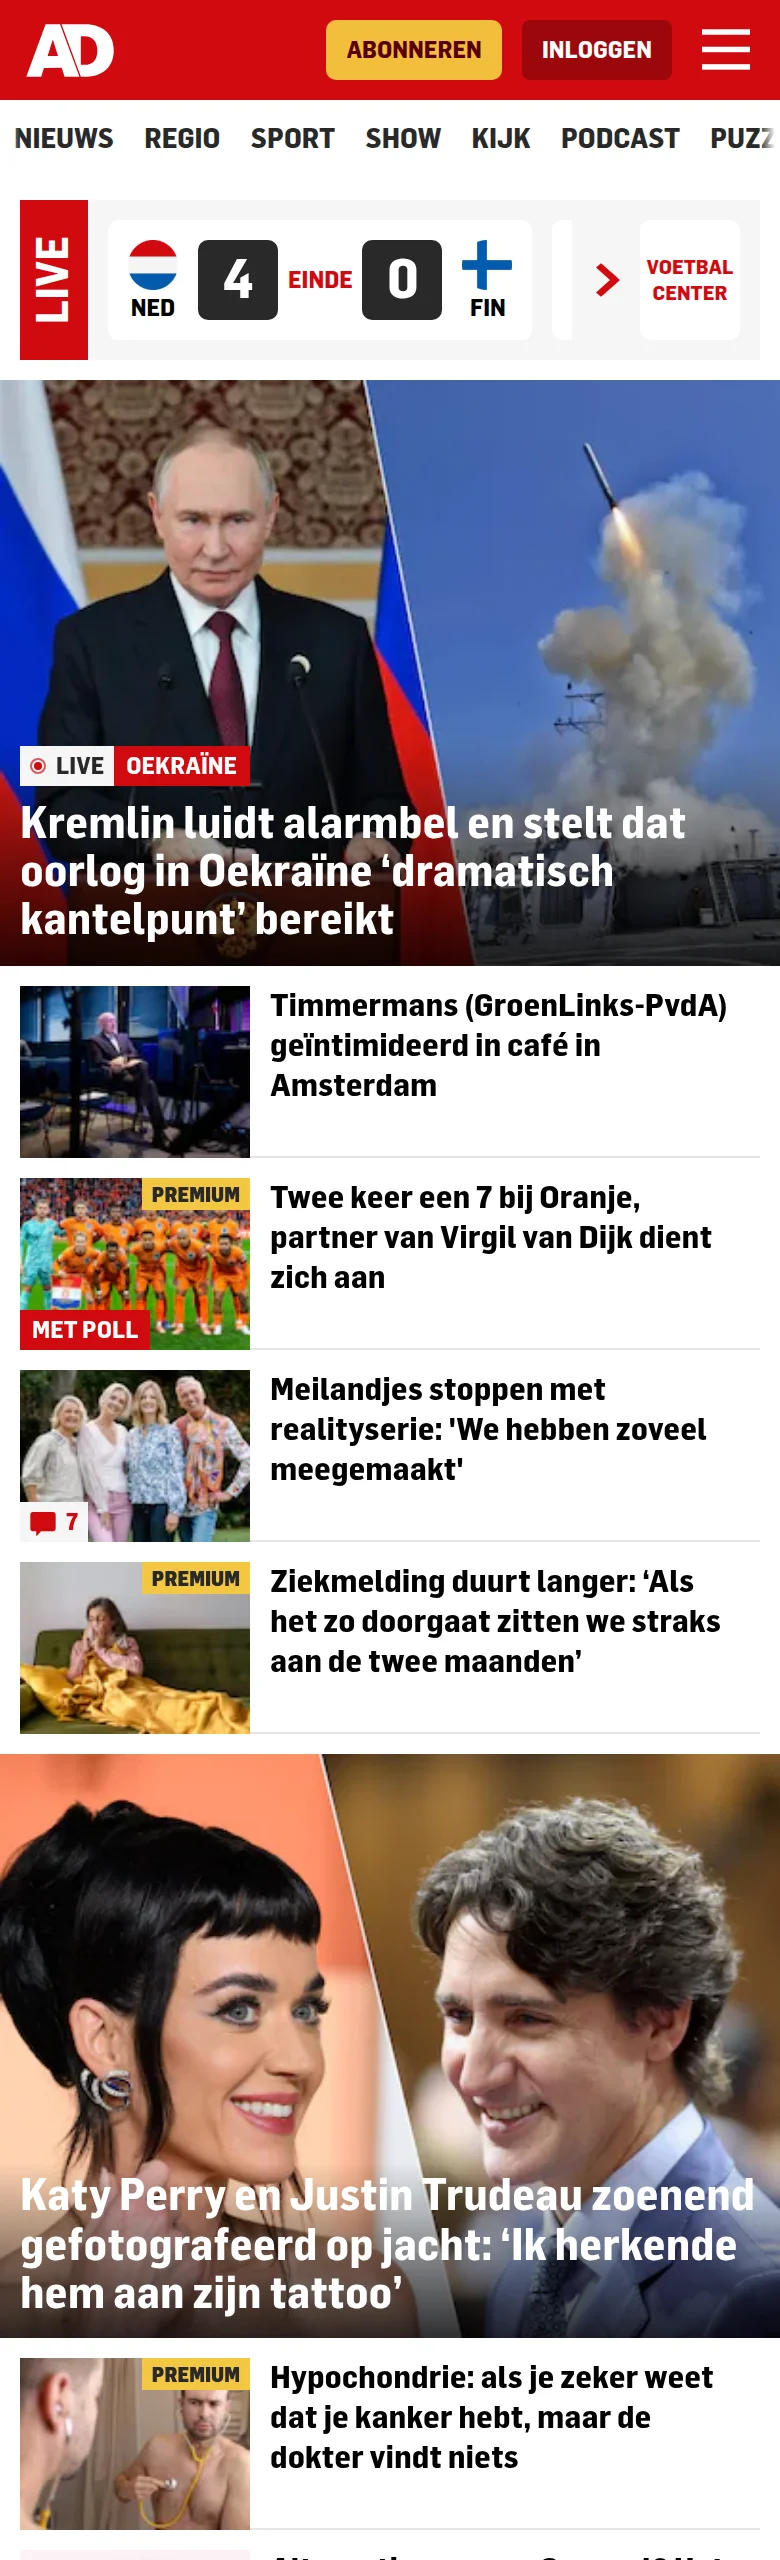 AD
ABONNEREN
INLOGGEN
NIEUWS REGIO SPORT SHOW KIJK PODCAST PUZZ
LIVE
NED
4
EINDE
0
FIN
VOETBAL
CENTER
LIVE
OEKRAÏNE
Kremlin luidt alarmbel en stelt dat
oorlog in Oekraïne ‘dramatisch
kantelpunt’ bereikt
Timmermans (GroenLinks-PvdA)
geïntimideerd in café in
Amsterdam
PREMIUM
MET POLL
Twee keer een 7 bij Oranje,
partner van Virgil van Dijk dient
zich aan
7
Meilandjes stoppen met
realityserie: 'We hebben zoveel
meegemaakt'
PREMIUM
Ziekmelding duurt langer: ‘Als
het zo doorgaat zitten we straks
aan de twee maanden’
Katy Perry en Justin Trudeau zoenend
gefotografeerd op jacht: ‘Ik herkende
hem aan zijn tattoo’
PREMIUM
Hypochondrie: als je zeker weet
dat je kanker hebt, maar de
dokter vindt niets